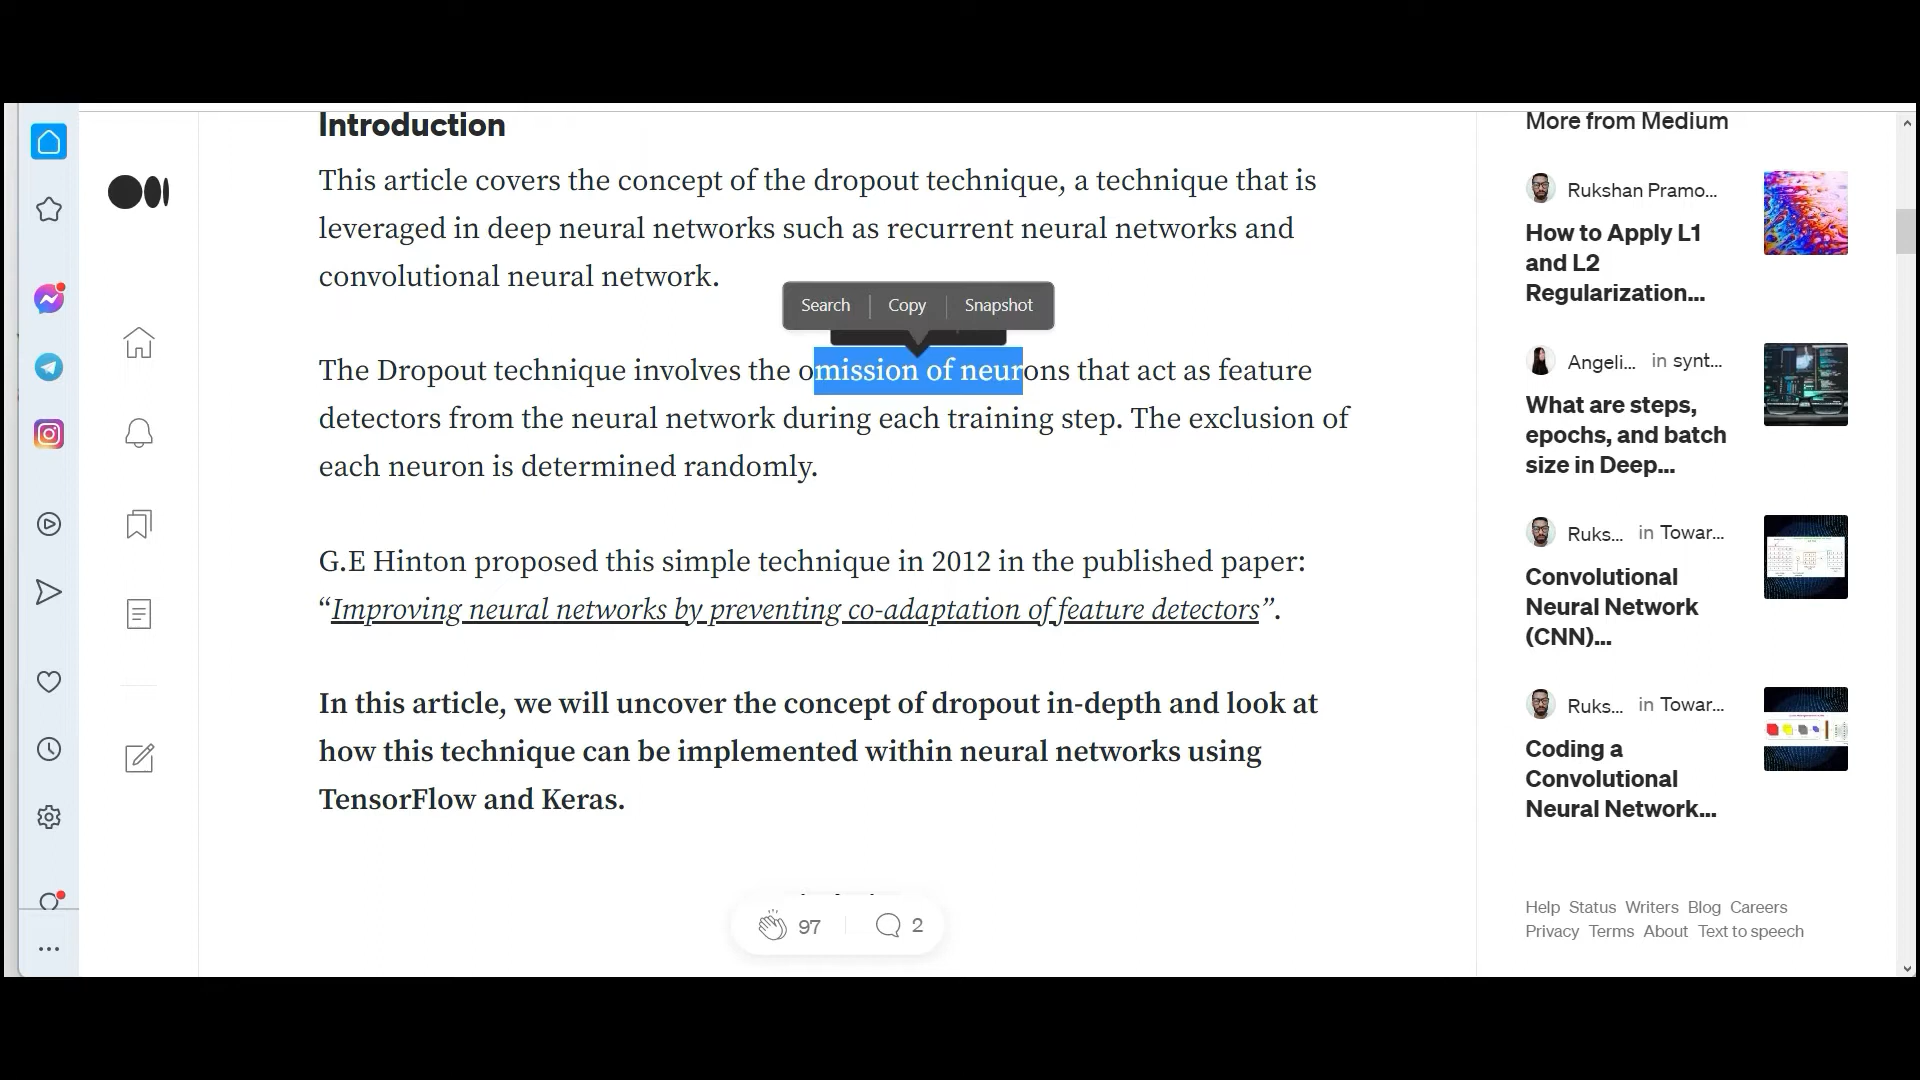 Introduction
This article covers the concept of the dropout technique, a technique that is
leveraged in deep neural networks such as recurrent neural networks and
convolutional neural network.
Search Copy Snapshot
The Dropout technique involves the omission of neurons that act as feature
detectors from the neural network during each training step. The exclusion of
each neuron is determined randomly.
G.E Hinton proposed this simple technique in 2012 in the published paper:
“Improving neural networks by preventing co-adaptation of feature detectors”.
In this article, we will uncover the concept of dropout in-depth and look at
how this technique can be implemented within neural networks using
TensorFlow and Keras.
97 2
More from Medium
Rukshan Pramo...
How to Apply L1
and L2
Regularization...
Angeli... in synt...
What are steps,
epochs, and batch
size in Deep...
Ruks... in Towar...
Convolutional
Neural Network
(CNN)...
Ruks... in Towar...
Coding a
Convolutional
Neural Network...
Help Status Writers Blog Careers
Privacy Terms About Text to speech